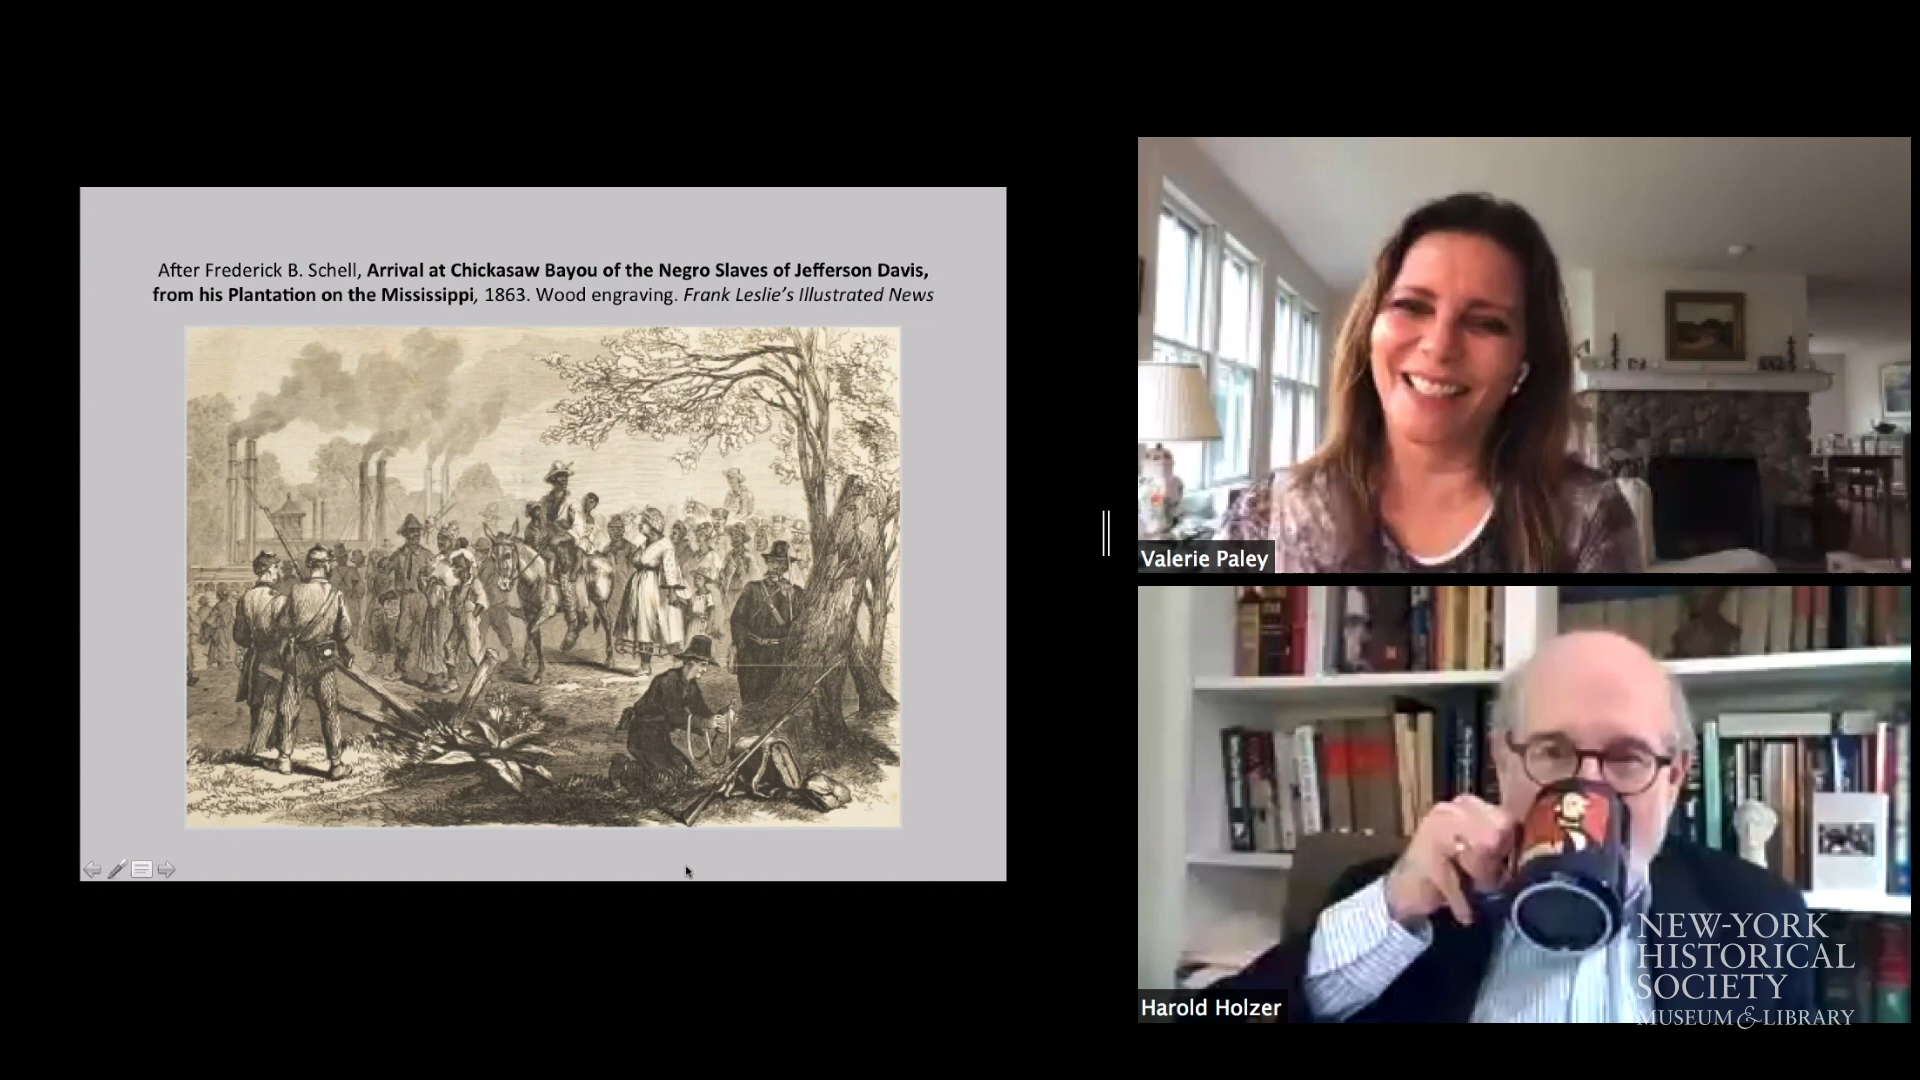 After Frederick B. Schell, Arrival at Chickasaw Bayou of the Negro Slaves of Jefferson Davis,
from his Plantation on the Mississippi, 1863. Wood engraving. Frank Leslie’s Illustrated News
Valerie Paley
Harold Holzer
NEW-YORK
HISTORICAL
SOCIETY
MUSEUM & LIBRARY